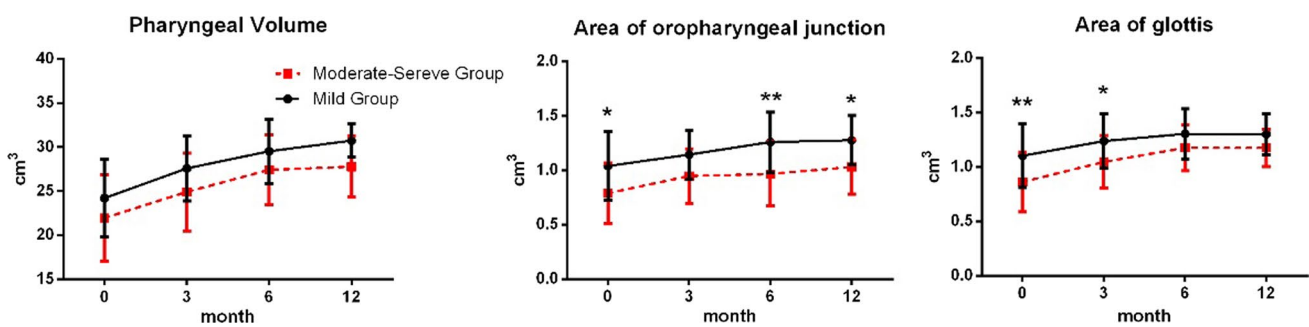 Pharyngeal Volume
40
35
30
25
20
15
cm³
0 3 6 12
month
Moderate-Sereve Group
Mild Group
Area of oropharyngeal junction
2.0
1.5
1.0
0.5
0.0
cm³
* ** *
0 3 6 12
month
Area of glottis
2.0
1.5
1.0
0.5
0.0
cm³
** *
0 3 6 12
month